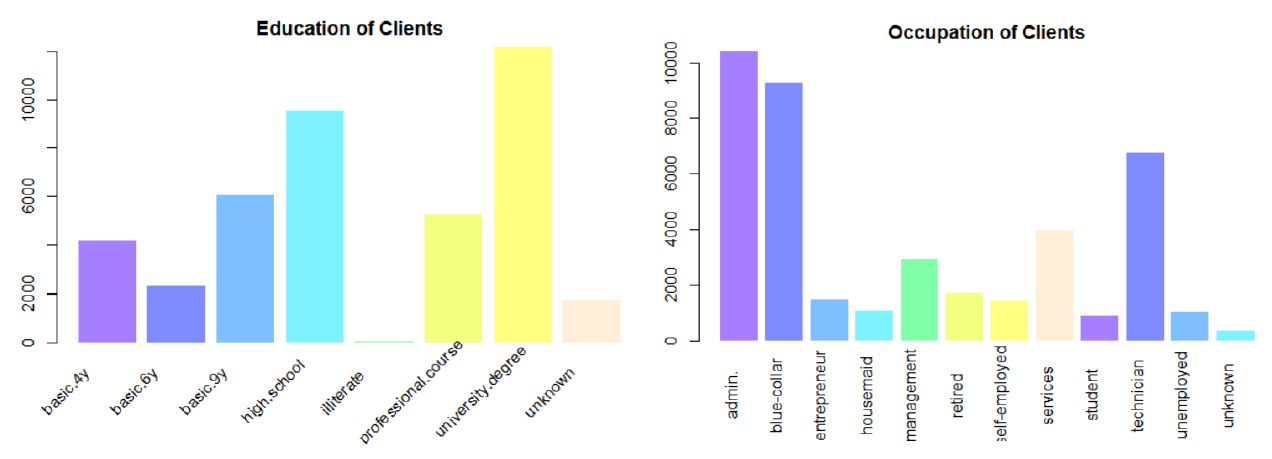 Education of Clients
10000
6000
2000
0
basic.4y
basic.6y
basic.9y
high.school
illiterate
professional.course
university.degree
unknown
Occupation of Clients
10000
8000
6000
4000
2000
0
admin.
blue-collar
entrepreneur
housemaid
management
retired
self-employed
services
student
technician
unemployed
unknown